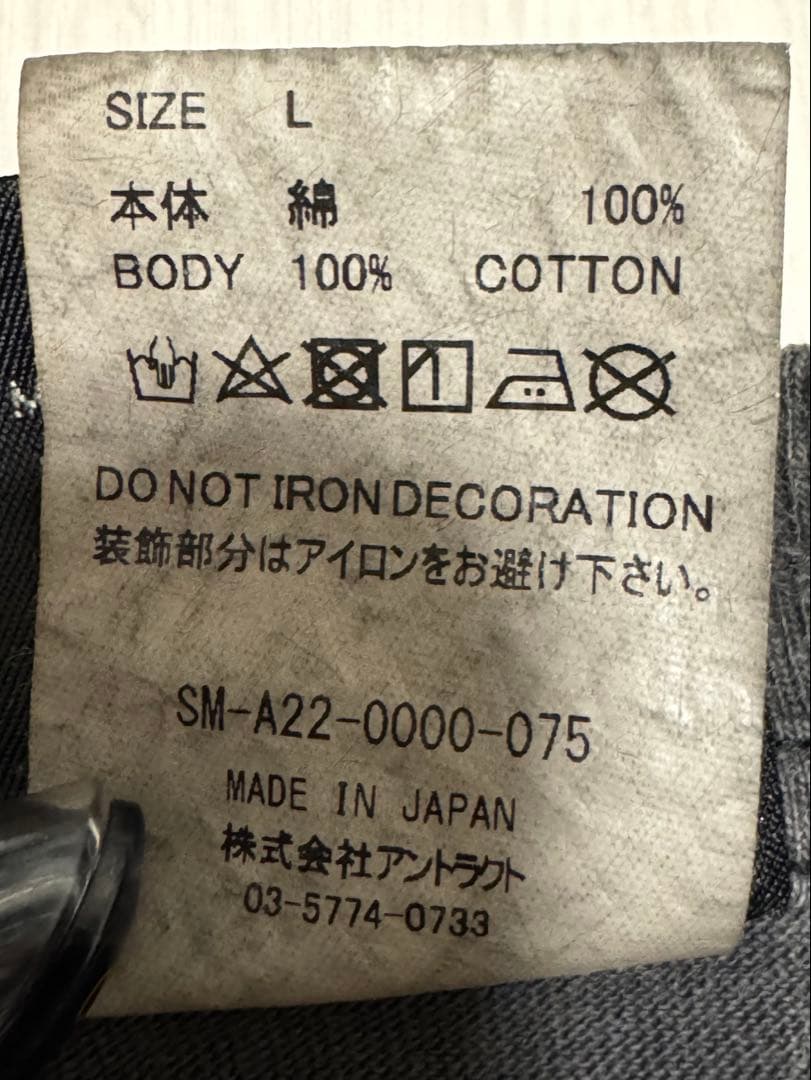 SIZE L
本体 綿 100%
BODY 100% COTTON
DO NOT IRON DECORATION
装飾部分はアイロンをお避け下さい。
SM-A22-0000-075
MADE IN JAPAN
株式会社アントラクト
03-5774-0733